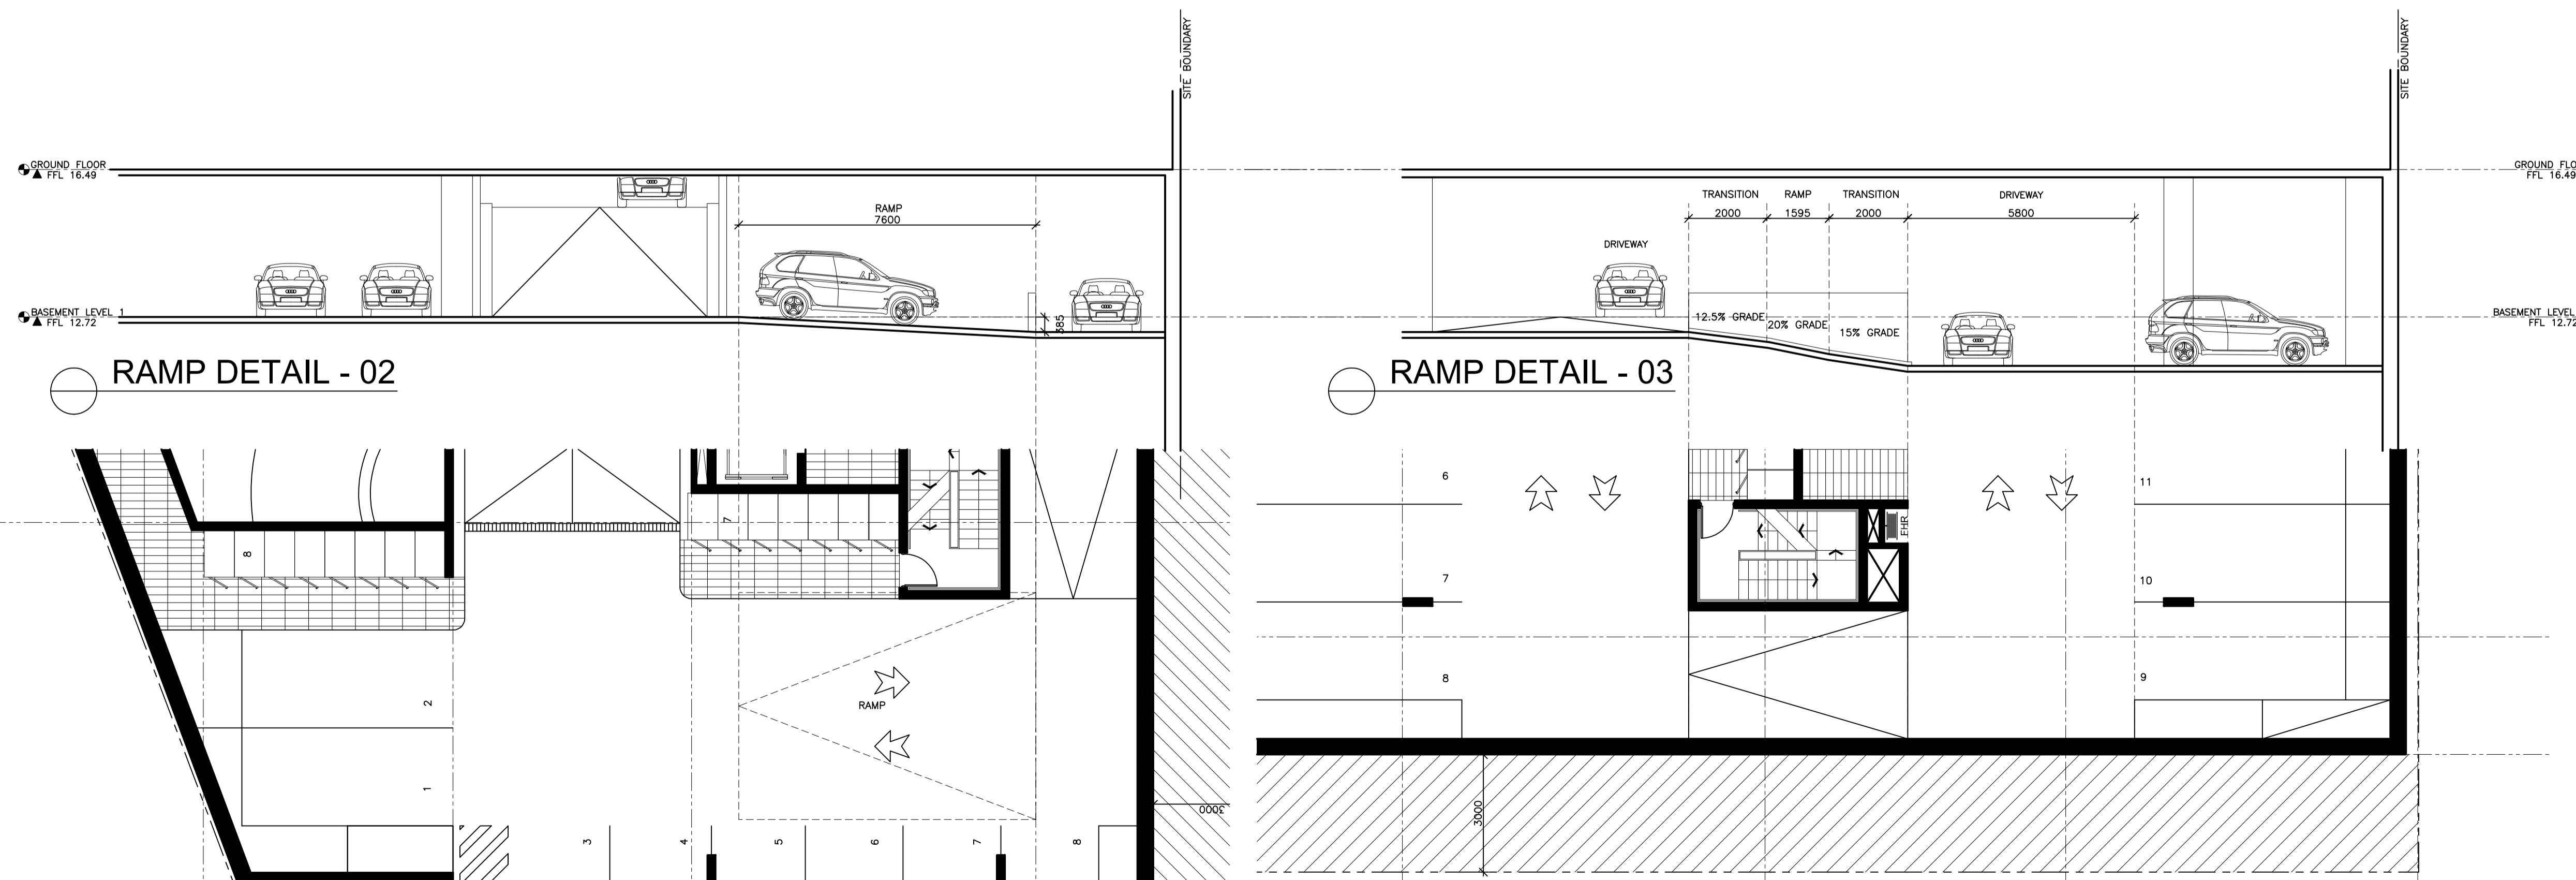 SITE BOUNDARY
GROUND FLOOR
FFL 16.49
RAMP
7600
BASEMENT LEVEL 1
FFL 12.72
385
RAMP DETAIL - 02
8
7
2
1
RAMP
3
4
5
6
7
8
3000
SITE BOUNDARY
GROUND FLO
FFL 16.49
TRANSITION
RAMP
TRANSITION
DRIVEWAY
2000
1595
2000
5800
DRIVEWAY
12.5% GRADE
20% GRADE
15% GRADE
BASEMENT LEVEL
FFL 12.72
RAMP DETAIL - 03
6
11
FHR
7
10
8
9
3000